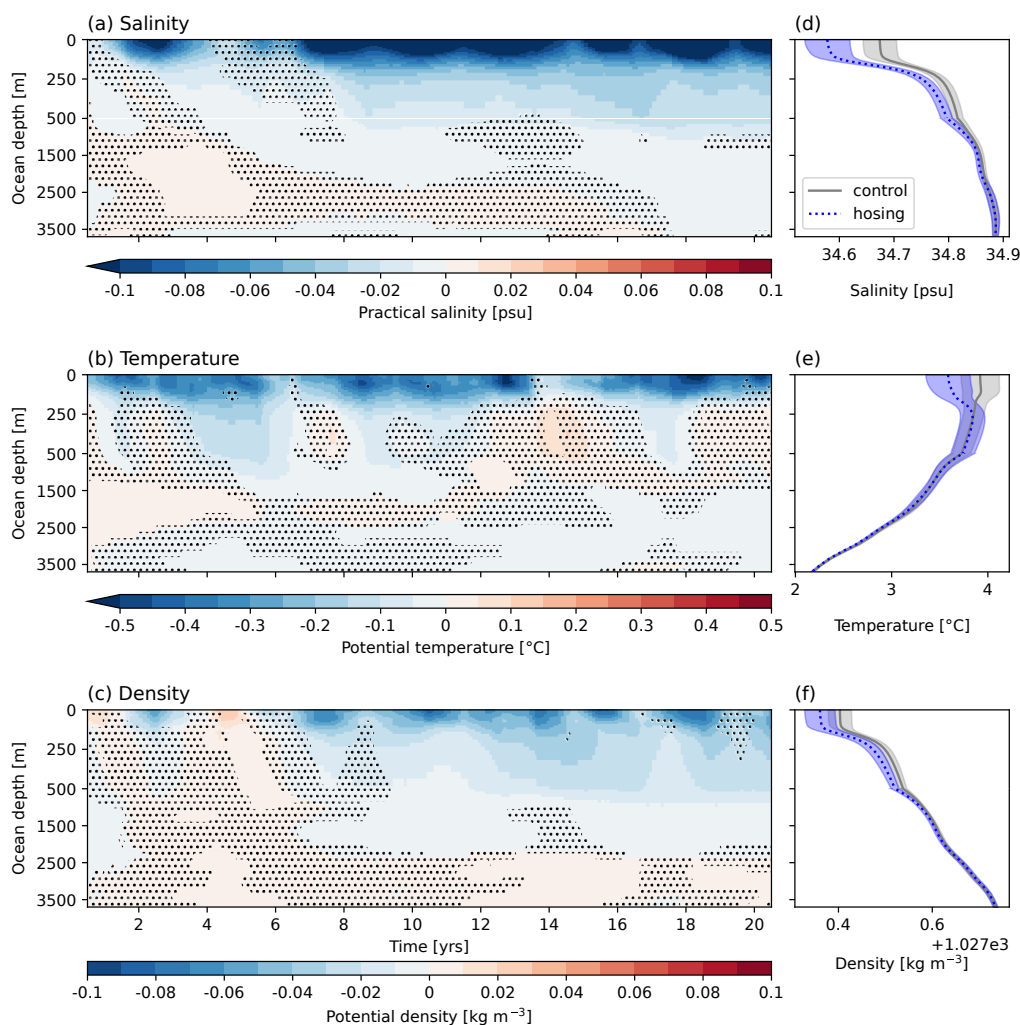 (a) Salinity
(d)
0
250
500
1500
2500
3500
Ocean depth [m]
control
hosing
34.6 34.7 34.8 34.9
Salinity [psu]
-0.1 -0.08 -0.06 -0.04 -0.02 0 0.02 0.04 0.06 0.08 0.1
Practical salinity [psu]
(b) Temperature
(e)
0
250
500
1500
2500
3500
Ocean depth [m]
2 3 4
Temperature [°C]
-0.5 -0.4 -0.3 -0.2 -0.1 0 0.1 0.2 0.3 0.4 0.5
Potential temperature [°C]
(c) Density
(f)
0
250
500
1500
2500
3500
Ocean depth [m]
2 4 6 8 10 12 14 16 18 20
Time [yrs]
0.4 0.6
+1.027e3
Density [kg m⁻³]
-0.1 -0.08 -0.06 -0.04 -0.02 0 0.02 0.04 0.06 0.08 0.1
Potential density [kg m⁻³]